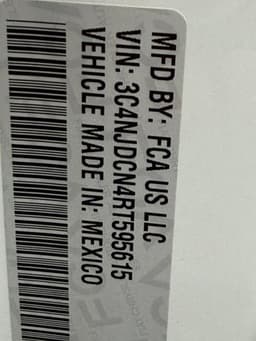 MFD BY: FCA US LLC
VIN: 3C4NJDCN4RT595615
VEHICLE MADE IN: MEXICO